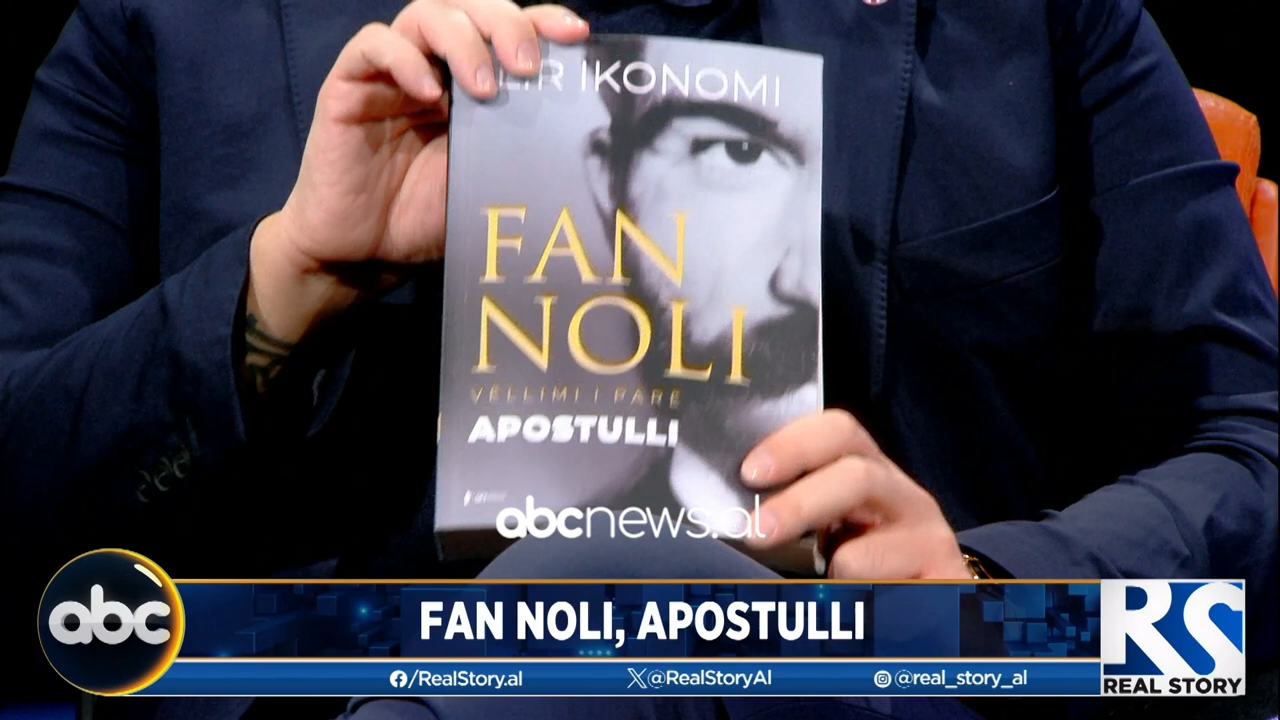 IKONOMI
FAN
NOLI
VËLLIMI I PARË
APOSTULLI
abcnews.al
abc
FAN NOLI, APOSTULLI
/RealStory.al
@RealStoryAl
@real_story_al
RS
REAL STORY